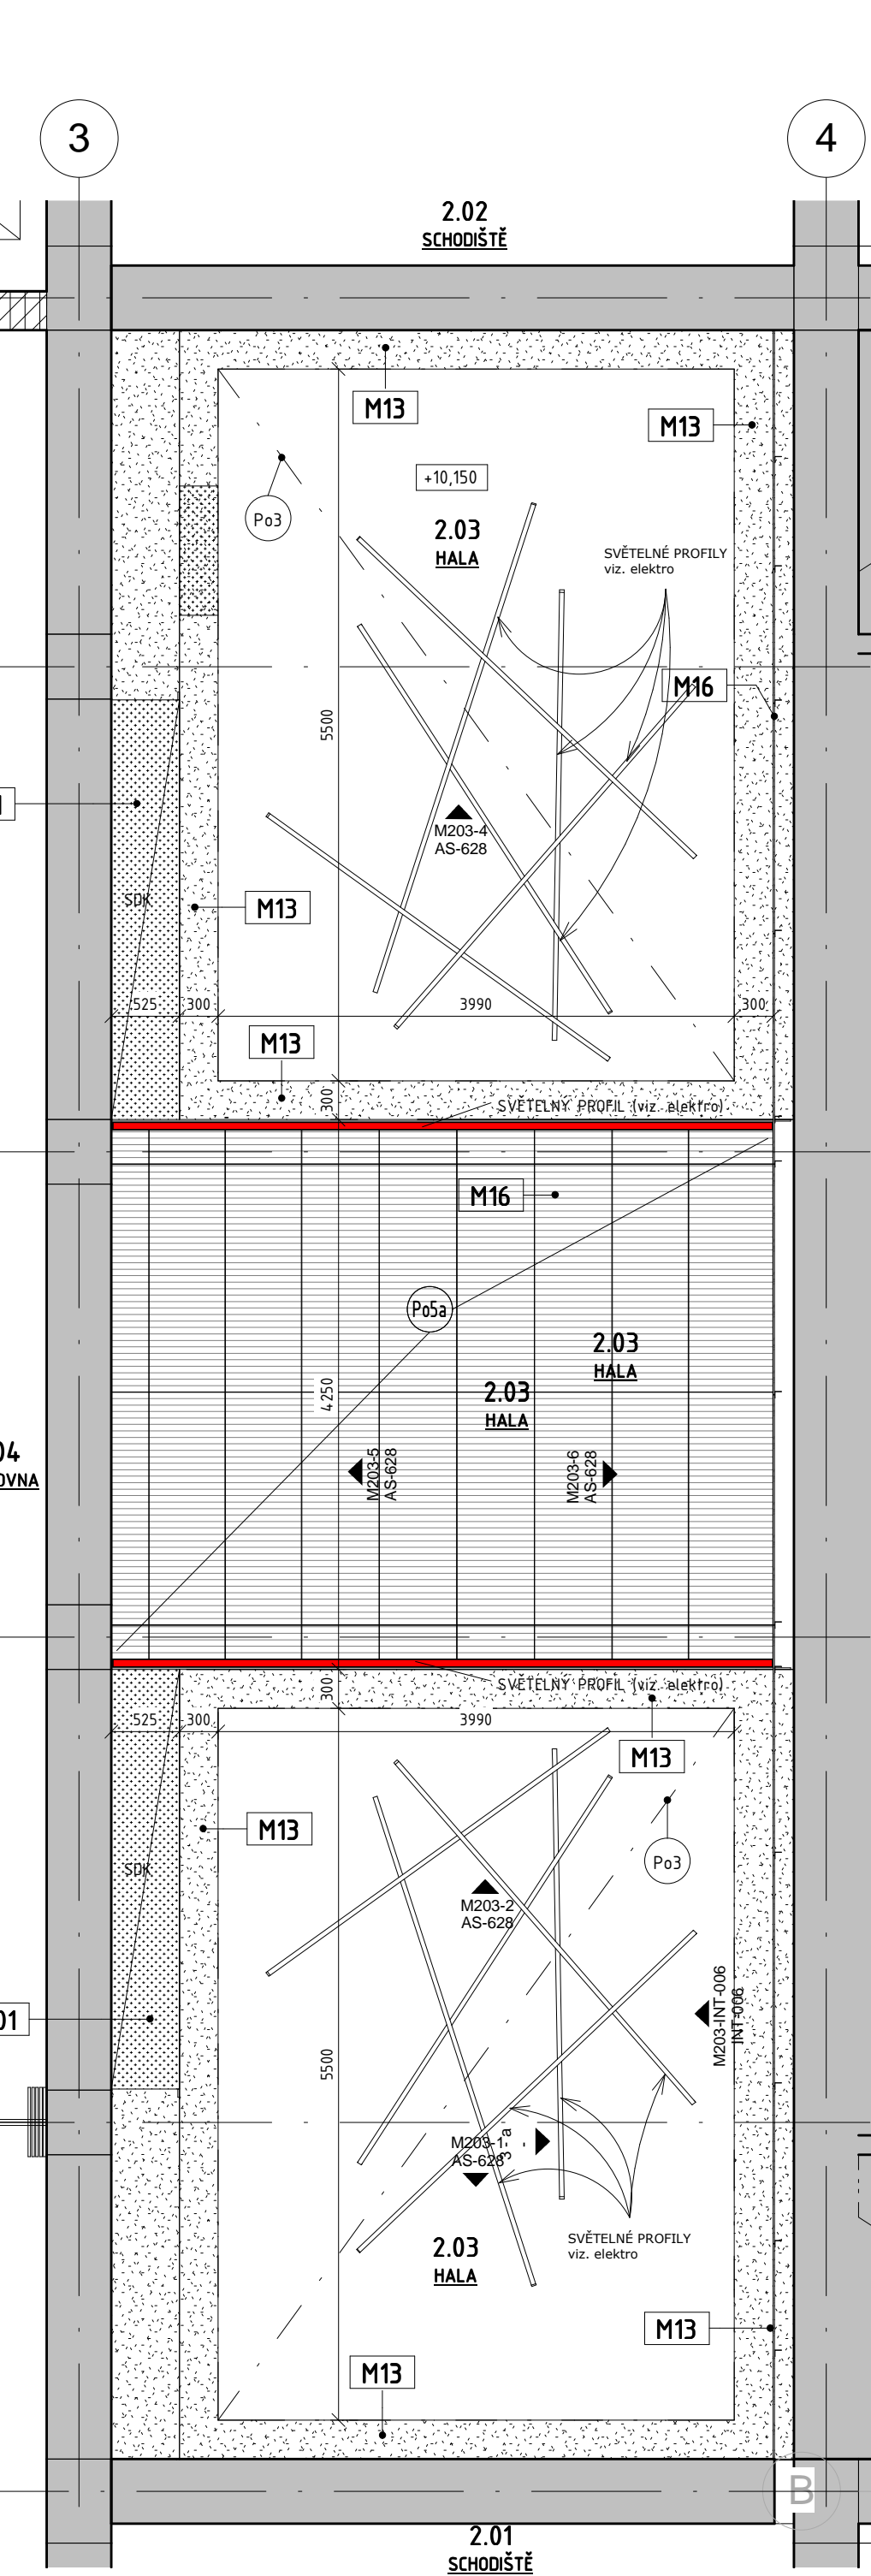 3
4
2.02
SCHODIŠTĚ
M13
M13
+10,150
Po3
2.03
HALA
SVĚTELNÉ PROFILY
viz. elektro
M16
5500
M203-4
AS-628
SDK
M13
525
300
3990
300
M13
300
SVĚTELNÝ PROFIL (viz. elektro)
M16
Po5a
2.03
HALA
4250
2.03
HALA
04
OVNA
M203-5
AS-628
M203-6
AS-628
300
SVĚTELNÝ PROFIL (viz. elektro)
525
300
3990
M13
M13
Po3
SDK
M203-2
AS-628
M203-INT-006
INT-006
01
5500
M203-1
AS-628
3 - a
-
2.03
HALA
SVĚTELNÉ PROFILY
viz. elektro
M13
M13
B
2.01
SCHODIŠTĚ